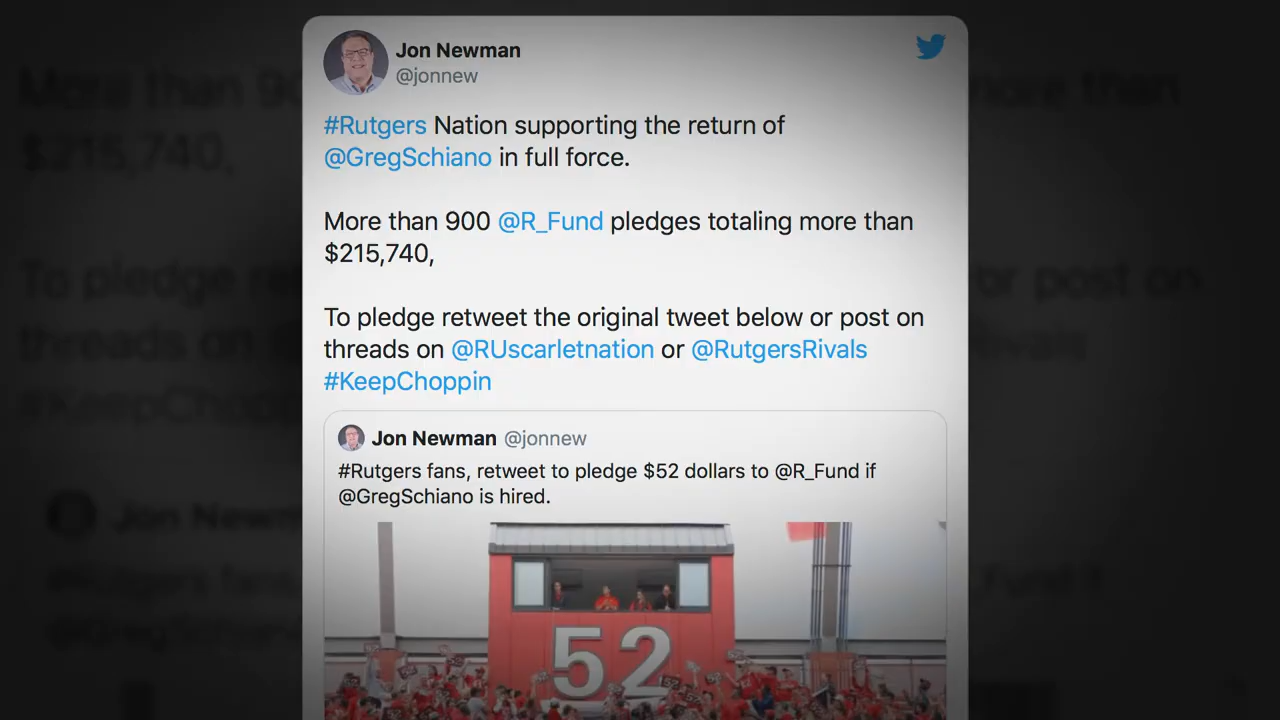 Jon Newman
@jonnew
#Rutgers Nation supporting the return of
@GregSchiano in full force.
More than 900 @R_Fund pledges totaling more than
$215,740,
To pledge retweet the original tweet below or post on
threads on @RUscarletnation or @RutgersRivals
#KeepChoppin
Jon Newman @jonnew
#Rutgers fans, retweet to pledge $52 dollars to @R_Fund if
@GregSchiano is hired.
52